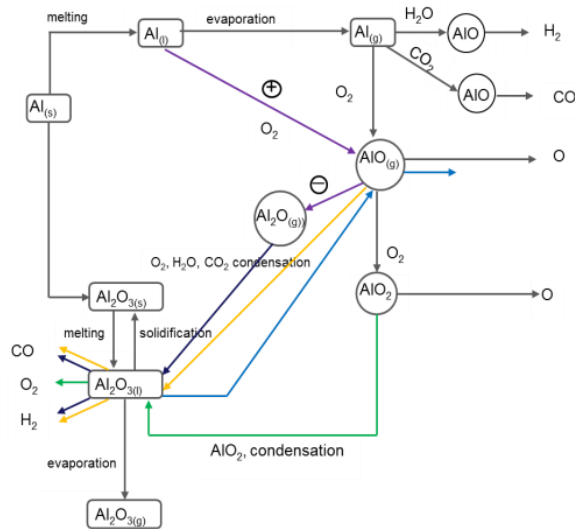 melting
evaporation
H₂O
Al(l)
Al(g)
AlO
H₂
CO₂
Al(s)
+
O₂
O₂
AlO
CO
AlO(g)
O
−
Al₂O(g))
O₂
O₂, H₂O, CO₂ condensation
AlO₂
O
Al₂O₃(s)
melting
solidification
CO
O₂
Al₂O₃(l)
H₂
AlO₂, condensation
evaporation
Al₂O₃(g)